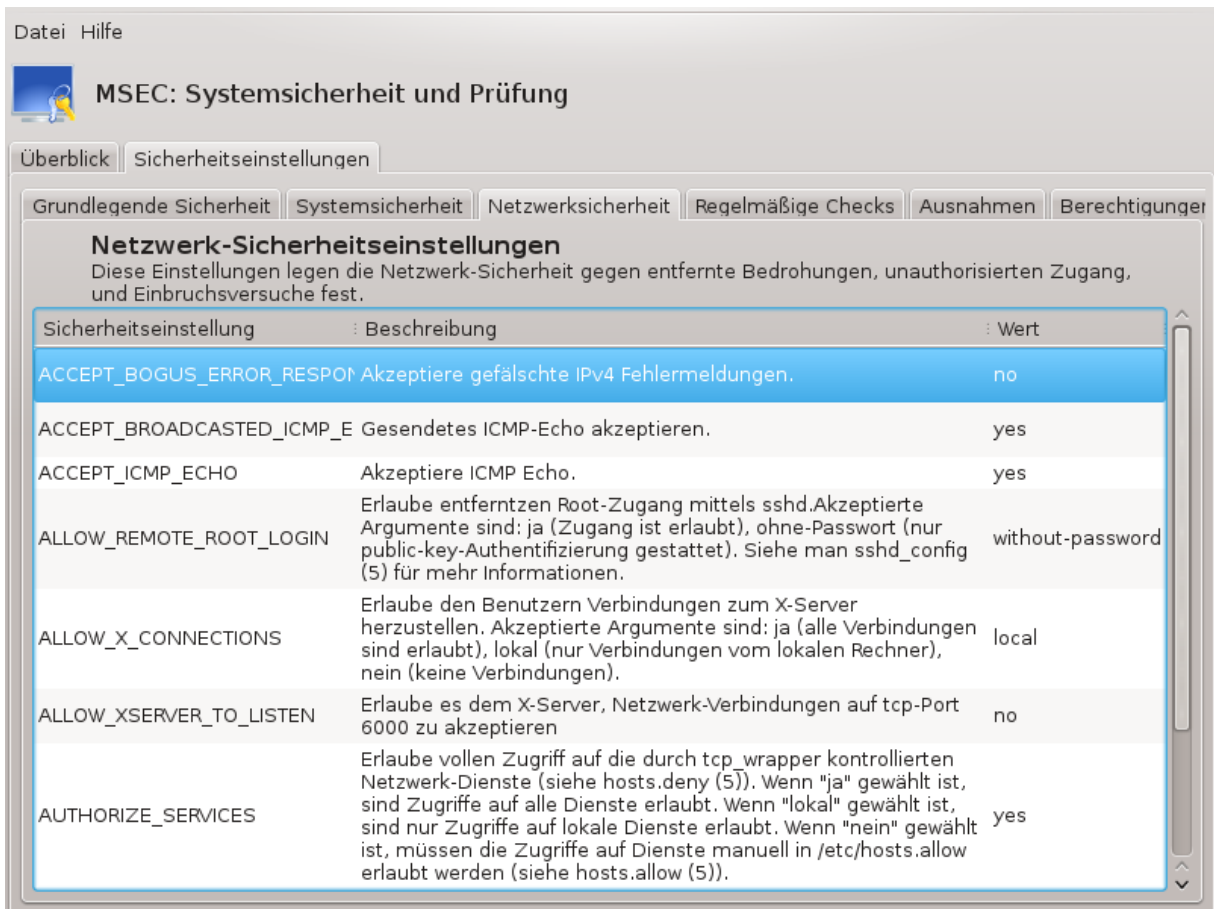 Datei Hilfe
MSEC: Systemsicherheit und Prüfung
Überblick Sicherheitseinstellungen
Grundlegende Sicherheit Systemsicherheit Netzwerksicherheit Regelmäßige Checks Ausnahmen Berechtigungen
Netzwerk-Sicherheitseinstellungen
Diese Einstellungen legen die Netzwerk-Sicherheit gegen entfernte Bedrohungen, unauthorisierten Zugang,
und Einbruchsversuche fest.
Sicherheitseinstellung Beschreibung Wert
ACCEPT_BOGUS_ERROR_RESPON Akzeptiere gefälschte IPv4 Fehlermeldungen. no
ACCEPT_BROADCASTED_ICMP_E Gesendetes ICMP-Echo akzeptieren. yes
ACCEPT_ICMP_ECHO Akzeptiere ICMP Echo. yes
ALLOW_REMOTE_ROOT_LOGIN
Erlaube entferntzen Root-Zugang mittels sshd.Akzeptierte
Argumente sind: ja (Zugang ist erlaubt), ohne-Passwort (nur
public-key-Authentifizierung gestattet). Siehe man sshd_config
(5) für mehr Informationen.
without-password
ALLOW_X_CONNECTIONS
Erlaube den Benutzern Verbindungen zum X-Server
herzustellen. Akzeptierte Argumente sind: ja (alle Verbindungen
sind erlaubt), lokal (nur Verbindungen vom lokalen Rechner),
nein (keine Verbindungen).
local
ALLOW_XSERVER_TO_LISTEN
Erlaube es dem X-Server, Netzwerk-Verbindungen auf tcp-Port
6000 zu akzeptieren
no
AUTHORIZE_SERVICES
Erlaube vollen Zugriff auf die durch tcp_wrapper kontrollierten
Netzwerk-Dienste (siehe hosts.deny (5)). Wenn "ja" gewählt ist,
sind Zugriffe auf alle Dienste erlaubt. Wenn "lokal" gewählt ist,
sind nur Zugriffe auf lokale Dienste erlaubt. Wenn "nein" gewählt
ist, müssen die Zugriffe auf Dienste manuell in /etc/hosts.allow
erlaubt werden (siehe hosts.allow (5)).
yes